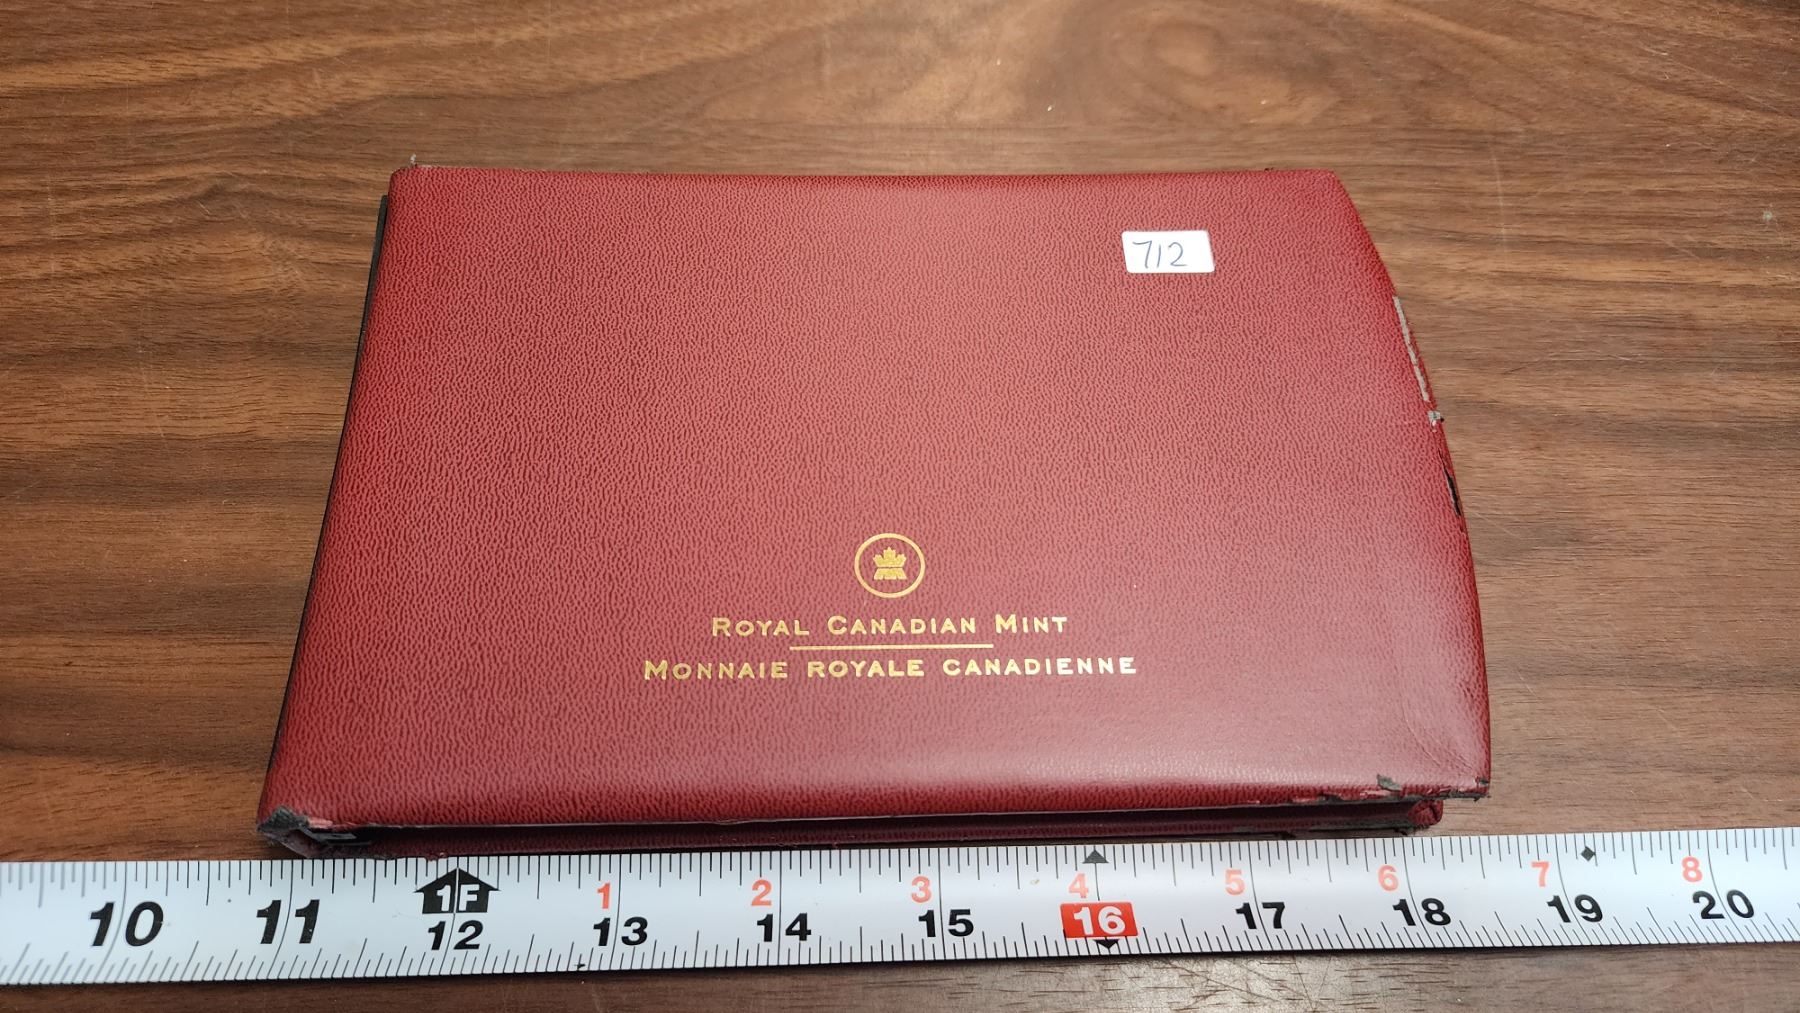 712
ROYAL CANADIAN MINT
MONNAIE ROYALE CANADIENNE
1F
1 2 3 4 5 6 7 8
10 11 12 13 14 15 16 17 18 19 20